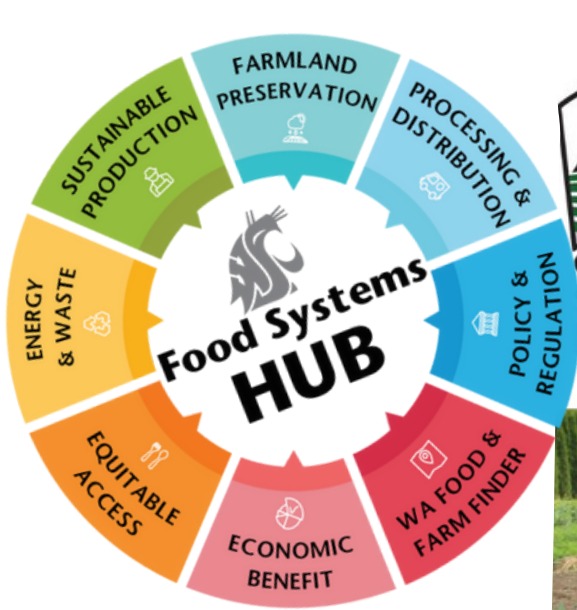 FARMLAND
PRESERVATION
PROCESSING &
DISTRIBUTION
POLICY &
REGULATION
WA FOOD &
FARM FINDER
ECONOMIC
BENEFIT
EQUITABLE
ACCESS
ENERGY
& WASTE
SUSTAINABLE
PRODUCTION
Food Systems
HUB